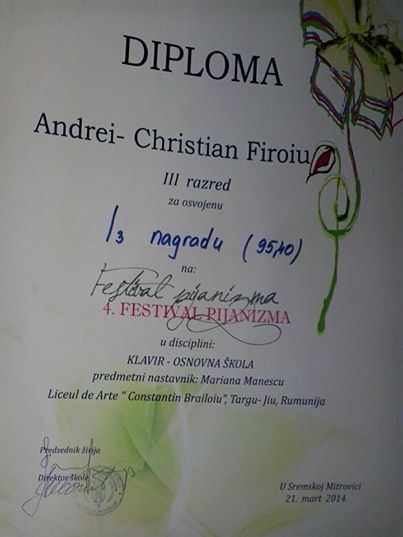 DIPLOMA
Andrei- Christian Firoiu
III razred
za osvojenu
I3 nagradu (95,40)
na:
Festival pijanizma
4. FESTIVAL PIJANIZMA
u disciplini:
KLAVIR - OSNOVNA ŠKOLA
predmetni nastavnik: Mariana Manescu
Liceul de Arte " Constantin Brailoiu", Targu- Jiu, Rumunija
Predsednik žirija
Direktor škole
U Sremskoj Mitrovici
21. mart 2014.